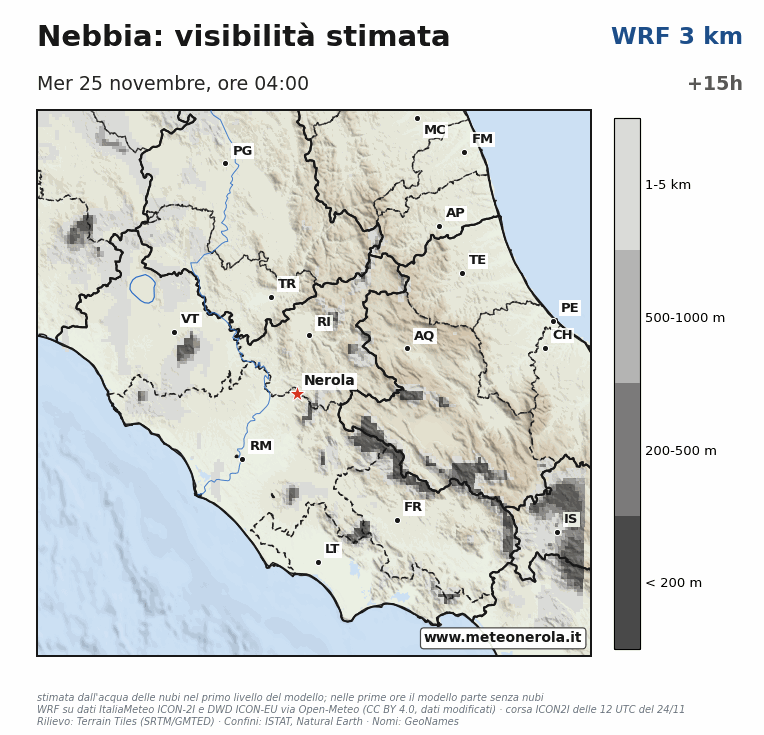 Nebbia: visibilità stimata
WRF 3 km
Mer 25 novembre, ore 04:00
+15h
MC
FM
PG
AP
TE
TR
PE
VT
RI
AQ
CH
Nerola
RM
FR
IS
LT
www.meteonerola.it
1-5 km
500-1000 m
200-500 m
< 200 m
stimata dall'acqua delle nubi nel primo livello del modello; nelle prime ore il modello parte senza nubi
WRF su dati ItaliaMeteo ICON-2I e DWD ICON-EU via Open-Meteo (CC BY 4.0, dati modificati) · corsa ICON2I delle 12 UTC del 24/11
Rilievo: Terrain Tiles (SRTM/GMTED) · Confini: ISTAT, Natural Earth · Nomi: GeoNames